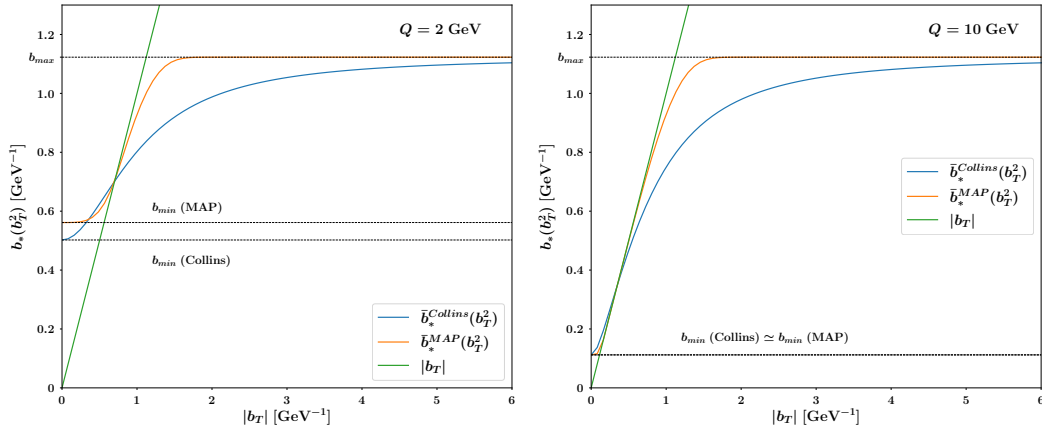 Q = 2 GeV
1.2
b_max
1.0
0.8
0.6
0.4
0.2
0
b_*(b_T^2) [GeV^{-1}]
b_min (MAP)
b_min (Collins)
\bar{b}_*^{Collins}(b_T^2)
\bar{b}_*^{MAP}(b_T^2)
|b_T|
0 1 2 3 4 5 6
|b_T| [GeV^{-1}]
Q = 10 GeV
1.2
b_max
1.0
0.8
0.6
0.4
0.2
0
b_*(b_T^2) [GeV^{-1}]
\bar{b}_*^{Collins}(b_T^2)
\bar{b}_*^{MAP}(b_T^2)
|b_T|
b_min (Collins) ≃ b_min (MAP)
0 1 2 3 4 5 6
|b_T| [GeV^{-1}]